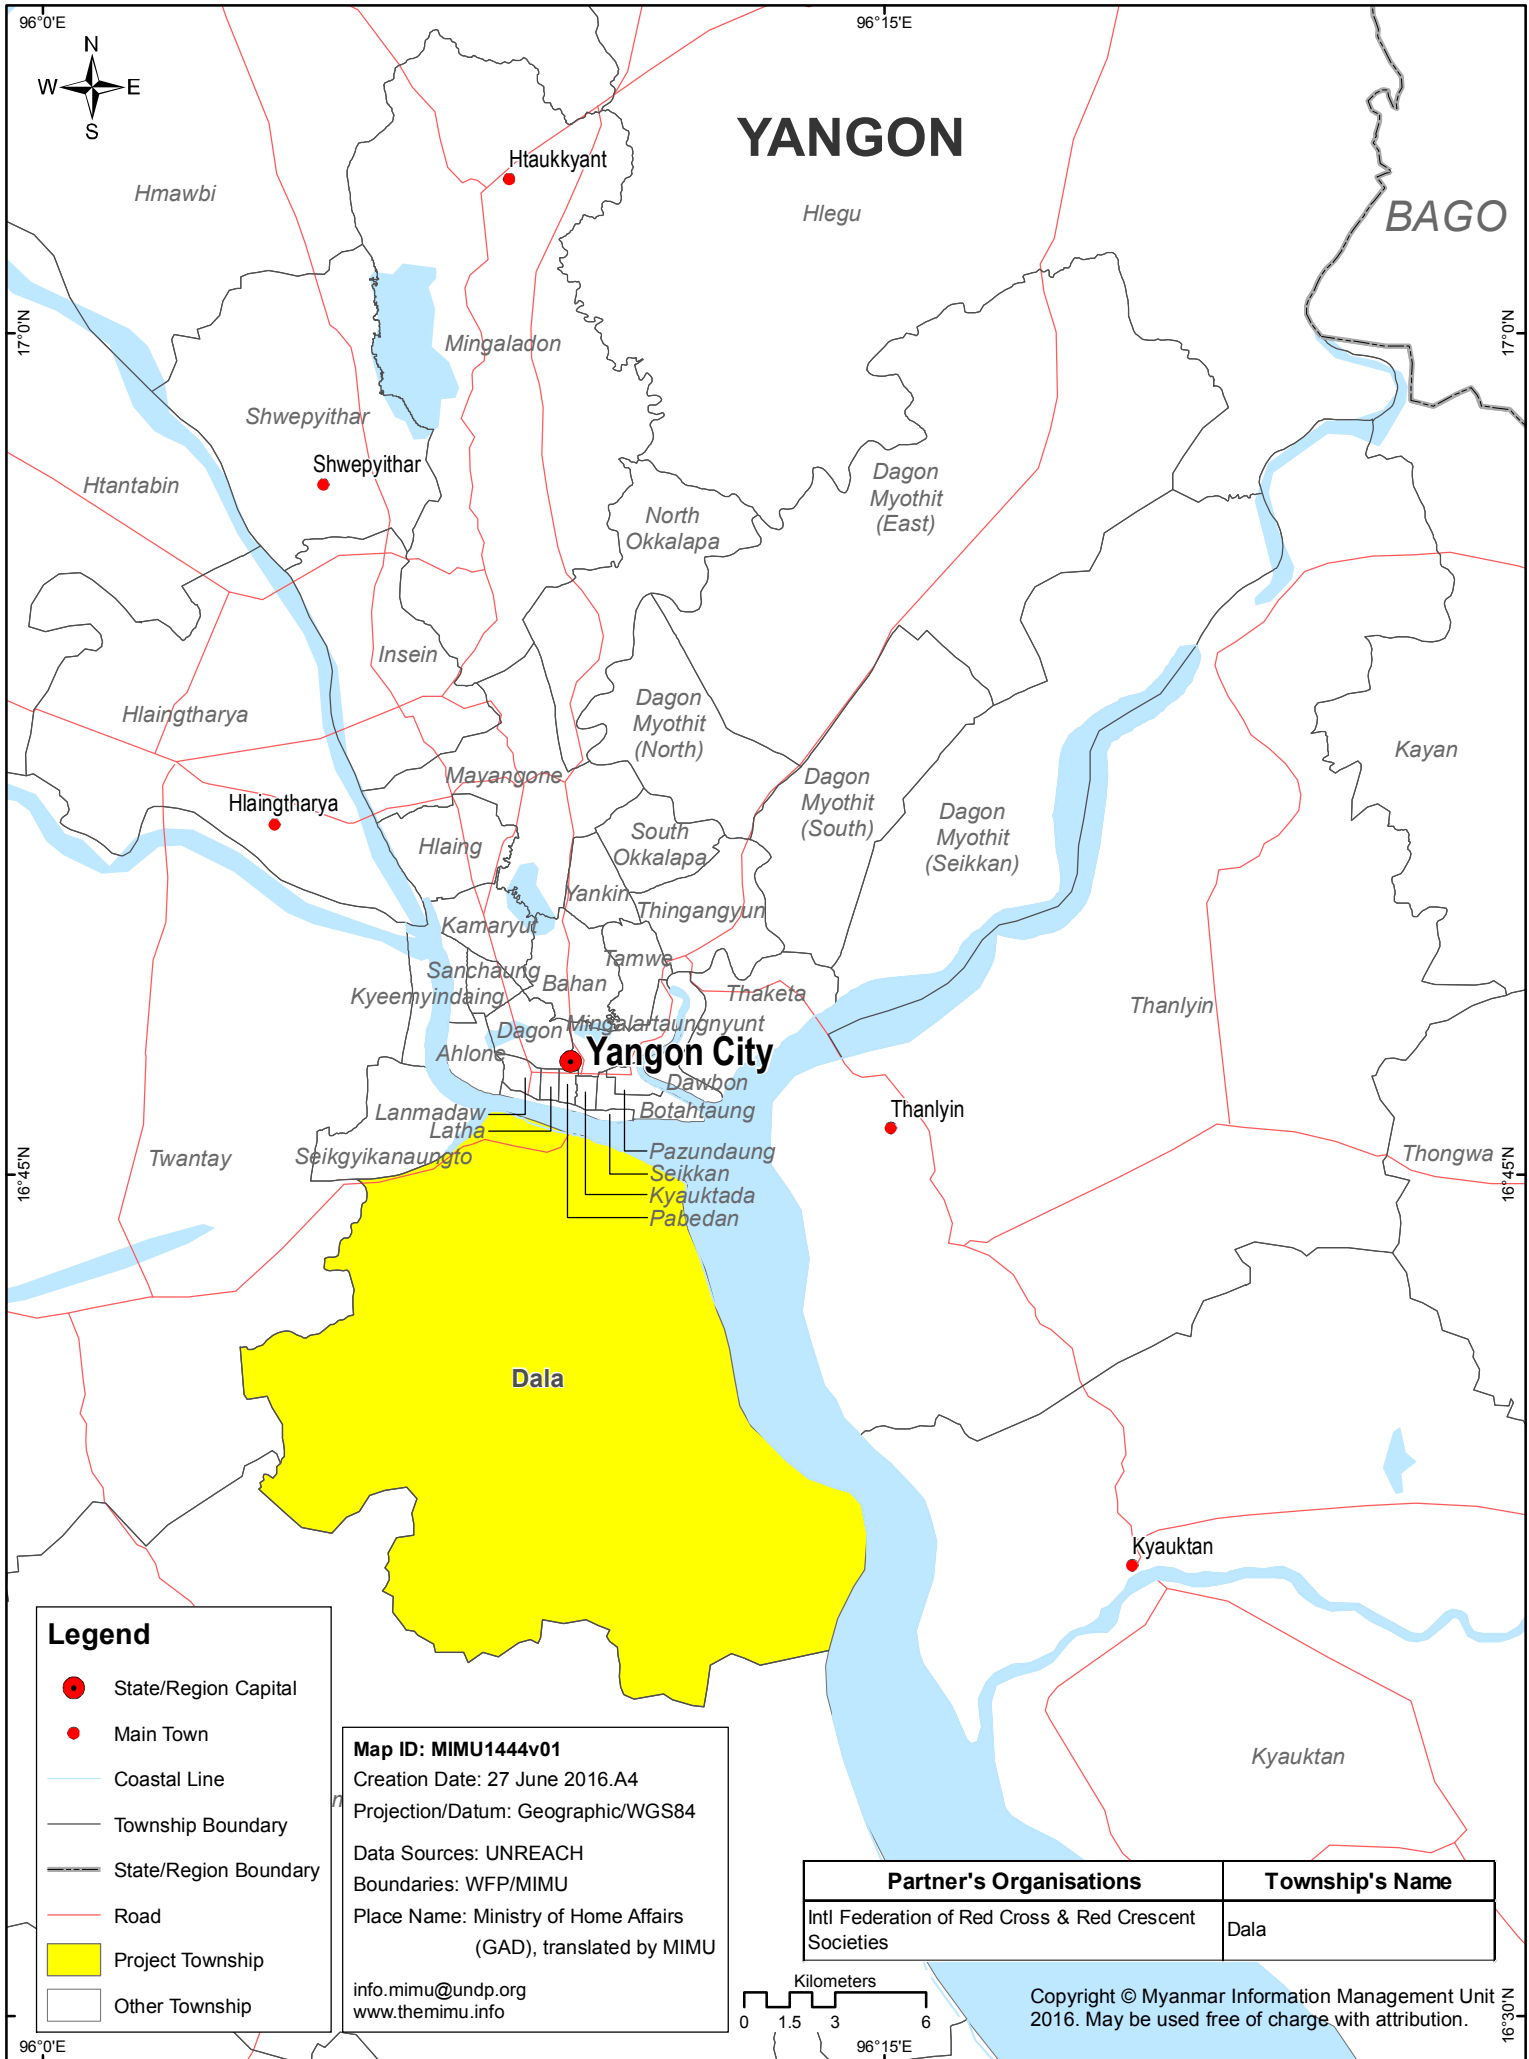 96°0'E
96°15'E
N
W
E
S
YANGON
Htaukkyant
Hmawbi
Hlegu
BAGO
17°0'N
17°0'N
Mingaladon
Shwepyithar
Shwepyithar
Htantabin
Dagon
Myothit
(East)
North
Okkalapa
Insein
Hlaingtharya
Dagon
Myothit
(North)
Kayan
Mayangone
Dagon
Myothit
(South)
Hlaingtharya
Dagon
Myothit
(Seikkan)
Hlaing
South
Okkalapa
Yankin
Thingangyun
Kamaryut
Tamwe
Sanchaung
Bahan
Kyeemyindaing
Thaketa
Thanlyin
Dagon
Mingalartaungnyunt
Ahlone
Yangon City
Dawbon
Lanmadaw
Botahtaung
Thanlyin
Latha
Twantay
Seikgyikanaungto
Pazundaung
Thongwa
Seikkan
Kyauktada
Pabedan
16°45'N
16°45'N
Dala
Kyauktan
Kyauktan
Legend
State/Region Capital
Main Town
Coastal Line
Township Boundary
State/Region Boundary
Road
Project Township
Other Township
Map ID: MIMU1444v01
Creation Date: 27 June 2016.A4
Projection/Datum: Geographic/WGS84
Data Sources: UNREACH
Boundaries: WFP/MIMU
Place Name: Ministry of Home Affairs
(GAD), translated by MIMU
info.mimu@undp.org
www.themimu.info
Partner's Organisations Township's Name
Intl Federation of Red Cross & Red Crescent
Societies
Dala
Kilometers
0 1.5 3 6
Copyright © Myanmar Information Management Unit
2016. May be used free of charge with attribution.
16°30'N
96°0'E
96°15'E